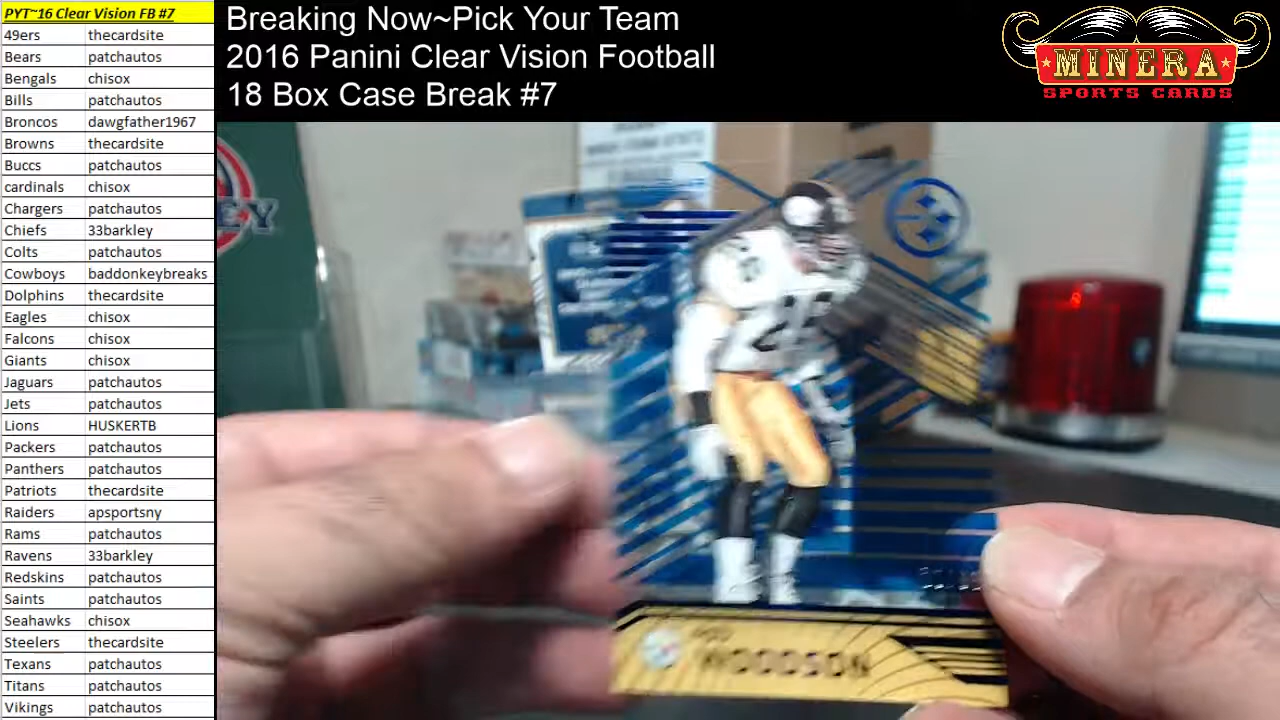 PYT~16 Clear Vision FB #7
49ers thecardsite
Bears patchautos
Bengals chisox
Bills patchautos
Broncos dawgfather1967
Browns thecardsite
Buccs patchautos
cardinals chisox
Chargers patchautos
Chiefs 33barkley
Colts patchautos
Cowboys baddonkeybreaks
Dolphins thecardsite
Eagles chisox
Falcons chisox
Giants chisox
Jaguars patchautos
Jets patchautos
Lions HUSKERTB
Packers patchautos
Panthers patchautos
Patriots thecardsite
Raiders apsportsny
Rams patchautos
Ravens 33barkley
Redskins patchautos
Saints patchautos
Seahawks chisox
Steelers thecardsite
Texans patchautos
Titans patchautos
Vikings patchautos
Breaking Now~Pick Your Team
2016 Panini Clear Vision Football
18 Box Case Break #7
MINERA
SPORTS CARDS
WOODSON